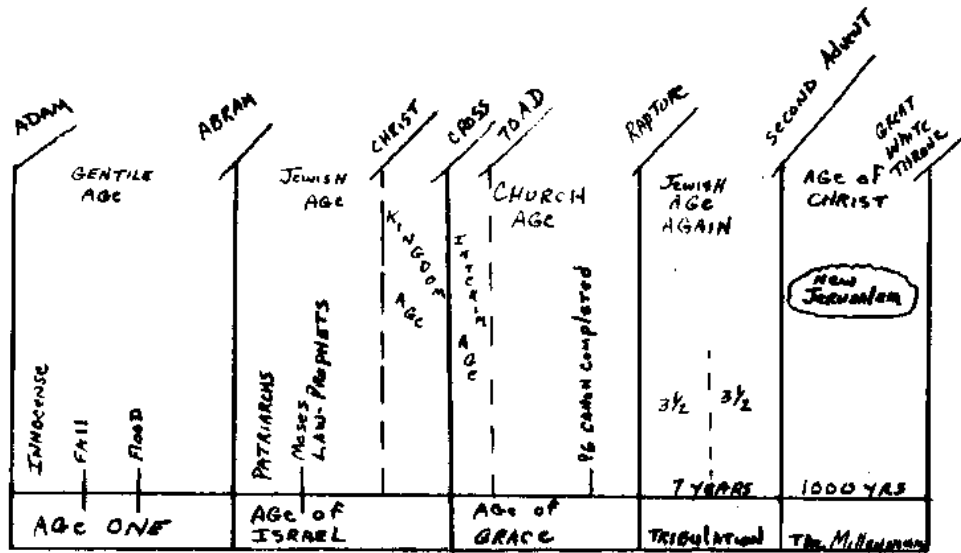 ADAM
ABRAM
CHRIST
CROSS
70 AD
RAPTURE
SECOND ADVENT
GREAT
WHITE
THRONE
GENTILE
AGE
JEWISH
AGE
KINGDOM AGE
INTERIM AGE
CHURCH
AGE
JEWISH
AGE
AGAIN
AGE of
CHRIST
NEW
JERUSALEM
INNOCENSE
FALL
FLOOD
PATRIARCHS
MOSES
LAW-PROPHETS
96 CANON COMPLETED
3½
3½
7 YEARS
1000 YRS
AGE ONE
AGE of
ISRAEL
AGE of
GRACE
TRIBULATION
The Millennium